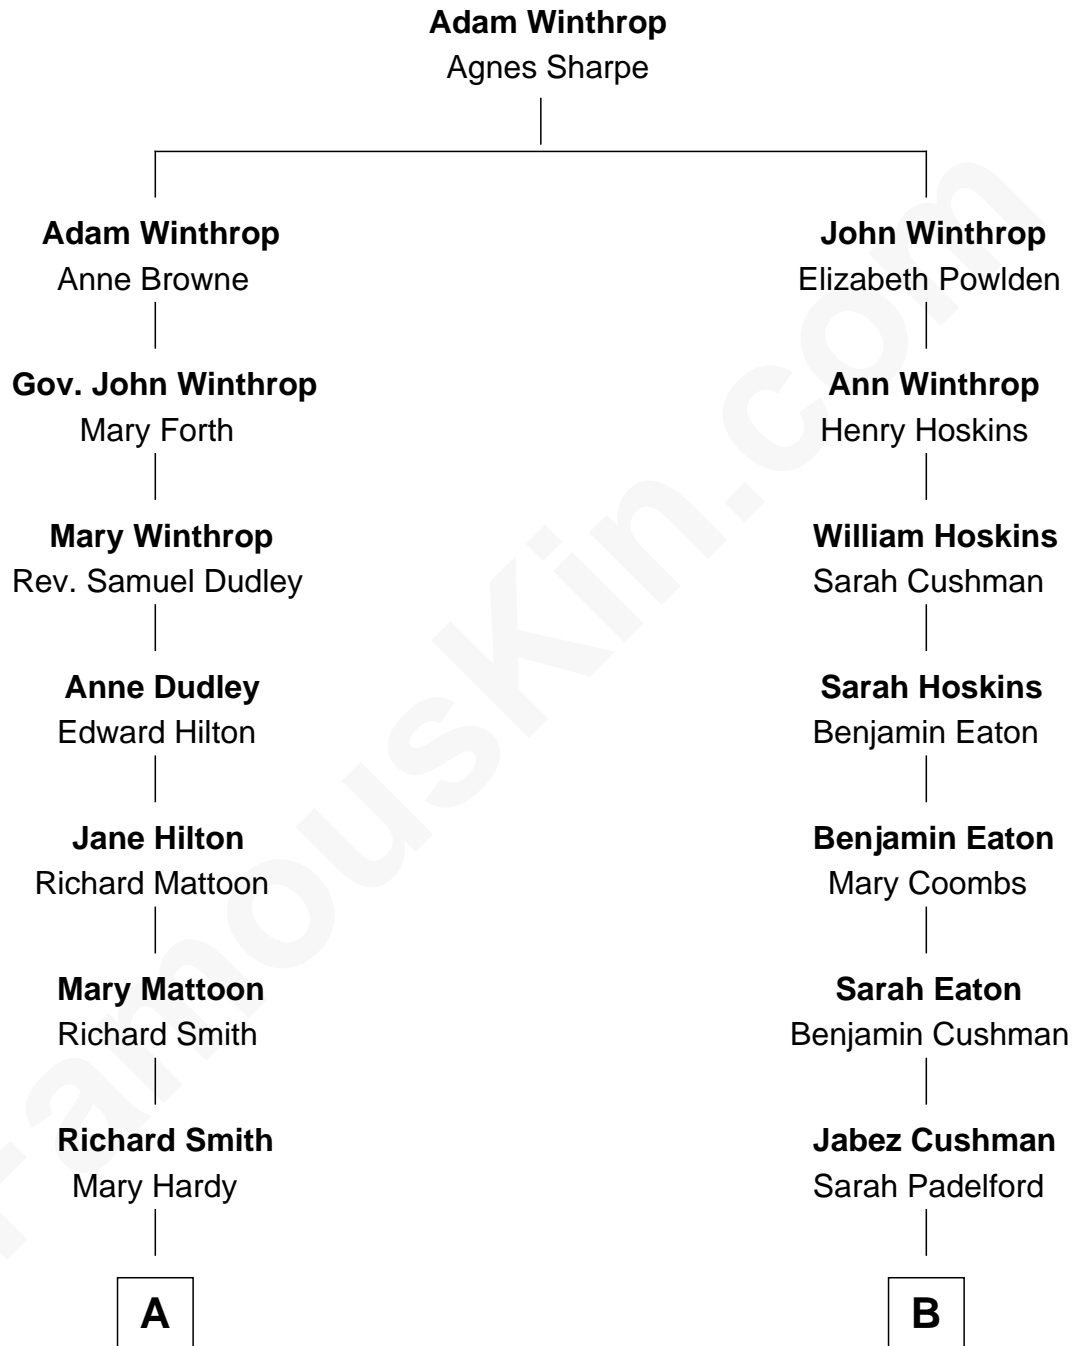 Adam Winthrop
Agnes Sharpe
Adam Winthrop
Anne Browne
Gov. John Winthrop
Mary Forth
Mary Winthrop
Rev. Samuel Dudley
Anne Dudley
Edward Hilton
Jane Hilton
Richard Mattoon
Mary Mattoon
Richard Smith
Richard Smith
Mary Hardy
A
John Winthrop
Elizabeth Powlden
Ann Winthrop
Henry Hoskins
William Hoskins
Sarah Cushman
Sarah Hoskins
Benjamin Eaton
Benjamin Eaton
Mary Coombs
Sarah Eaton
Benjamin Cushman
Jabez Cushman
Sarah Padelford
B
FamousKin.com